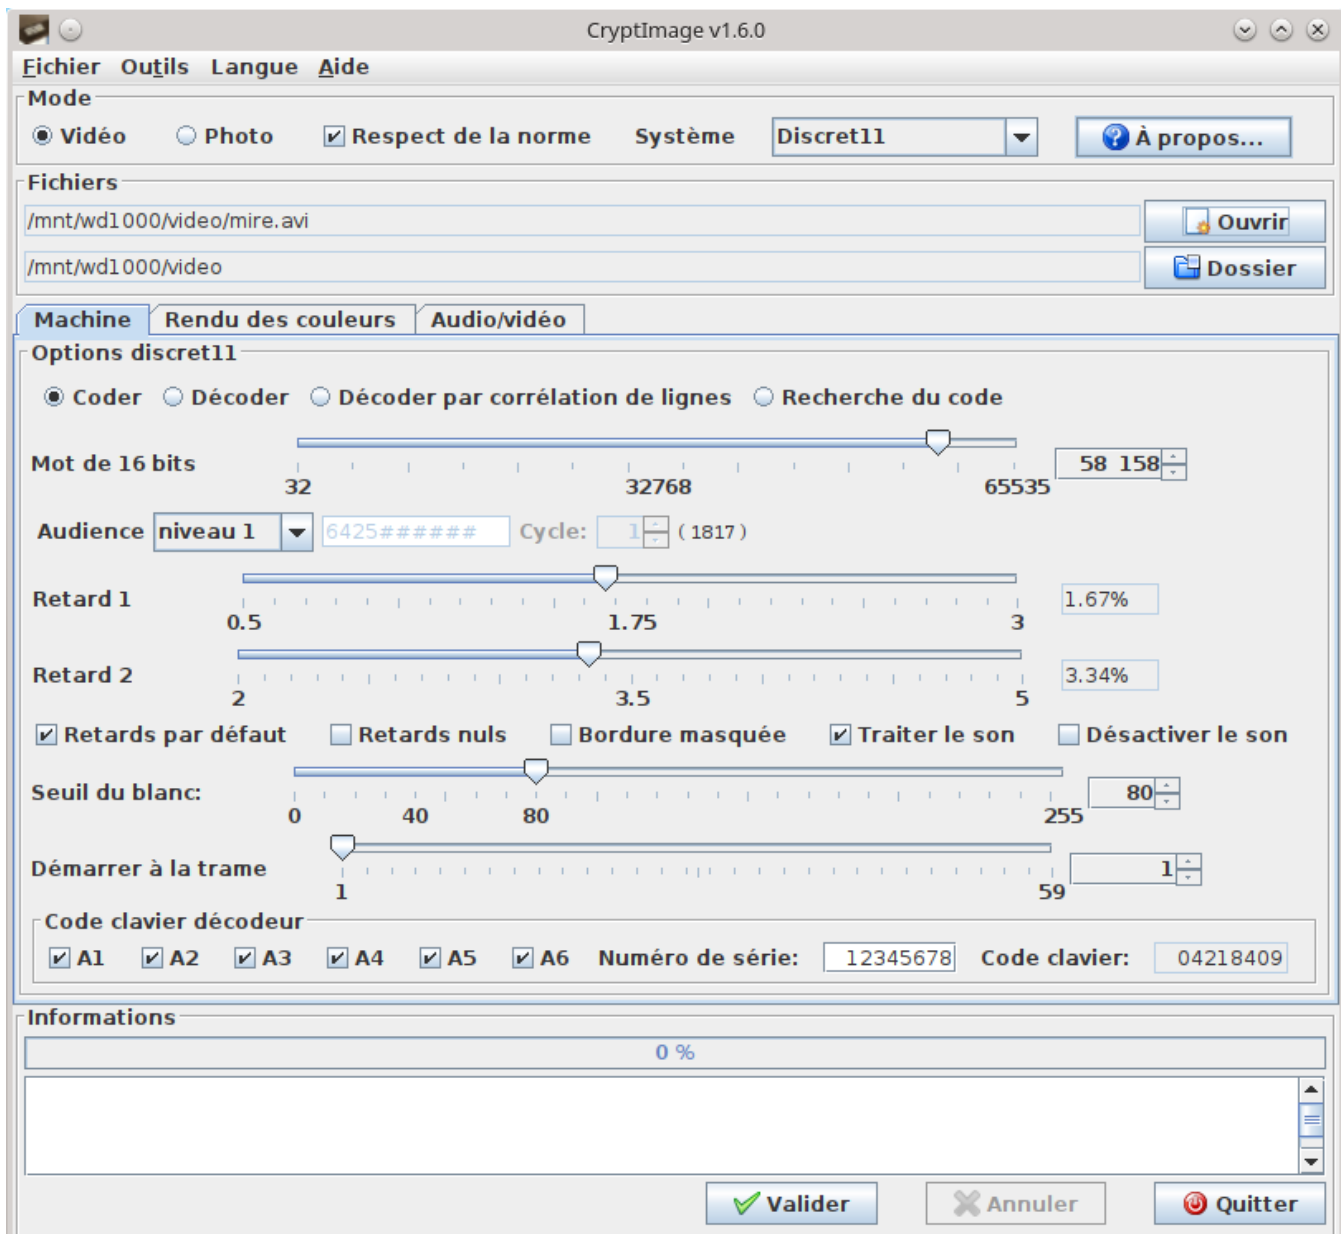 CryptImage v1.6.0
Fichier Outils Langue Aide
Mode
Vidéo Photo Respect de la norme Système Discret11 À propos...
Fichiers
/mnt/wd1000/video/mire.avi Ouvrir
/mnt/wd1000/video Dossier
Machine Rendu des couleurs Audio/vidéo
Options discret11
Coder Décoder Décoder par corrélation de lignes Recherche du code
Mot de 16 bits 58 158
32 32768 65535
Audience niveau 1 6425###### Cycle: 1 ( 1817 )
Retard 1 1.67%
0.5 1.75 3
Retard 2 3.34%
2 3.5 5
Retards par défaut Retards nuls Bordure masquée Traiter le son Désactiver le son
Seuil du blanc: 80
0 40 80 255
Démarrer à la trame 1
1 59
Code clavier décodeur
A1 A2 A3 A4 A5 A6 Numéro de série: 12345678 Code clavier: 04218409
Informations
0 %
Valider Annuler Quitter